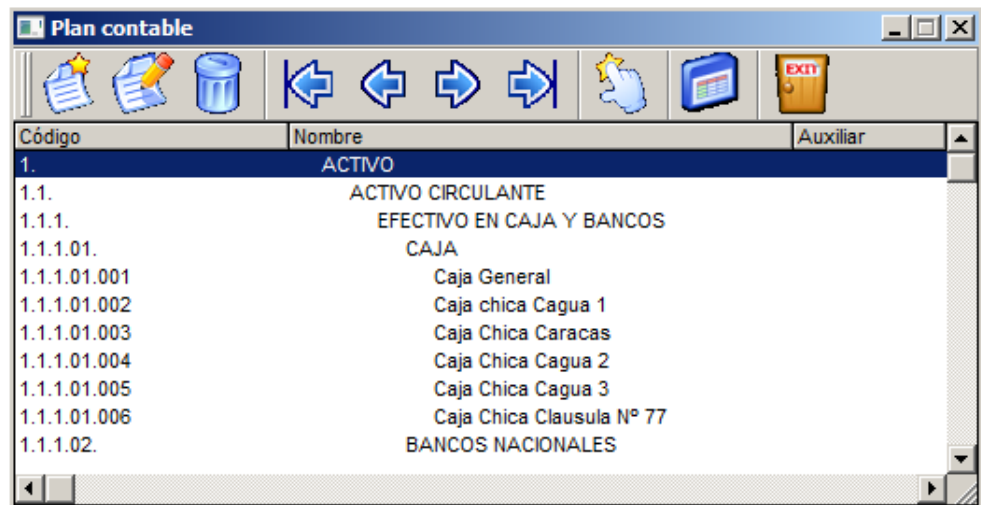 Plan contable
EXIT
Código Nombre Auxiliar
1. ACTIVO
1.1. ACTIVO CIRCULANTE
1.1.1. EFECTIVO EN CAJA Y BANCOS
1.1.1.01. CAJA
1.1.1.01.001 Caja General
1.1.1.01.002 Caja chica Cagua 1
1.1.1.01.003 Caja Chica Caracas
1.1.1.01.004 Caja Chica Cagua 2
1.1.1.01.005 Caja Chica Cagua 3
1.1.1.01.006 Caja Chica Clausula Nº 77
1.1.1.02. BANCOS NACIONALES